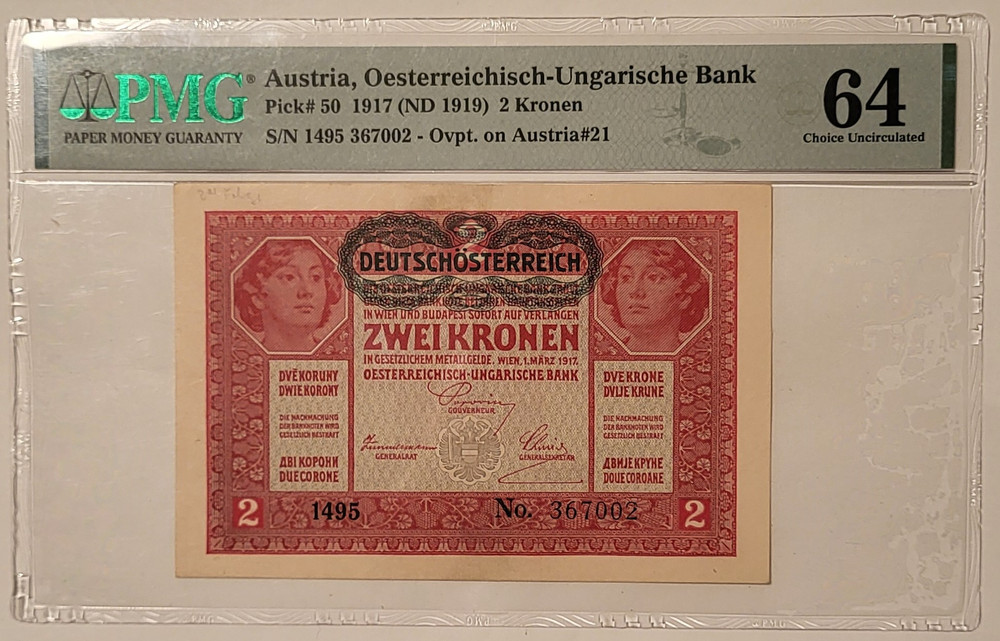 PMG®
PAPER MONEY GUARANTY
Austria, Oesterreichisch-Ungarische Bank
Pick# 50 1917 (ND 1919) 2 Kronen
S/N 1495 367002 - Ovpt. on Austria#21
64
Choice Uncirculated
DEUTSCHÖSTERREICH
IN WIEN UND BUDAPEST SOFORT AUF VERLANGEN
ZWEI KRONEN
IN GESETZLICHEM METALLGELDE. WIEN, 1. MÄRZ 1917.
OESTERREICHISCH-UNGARISCHE BANK
GOUVERNEUR
GENERALRAT
GENERALSEKRETÄR
DVĚ KORUNY
DWIE KORONY
DIE NACHMACHUNG
DER BANKNOTEN WIRD
GESETZLICH BESTRAFT
ДВІ КОРОНИ
DUE CORONE
DVE KRONE
DVIJE KRUNE
DIE NACHMACHUNG
DER BANKNOTEN WIRD
GESETZLICH BESTRAFT
ДВИЈЕ КРУНЕ
DOUE COROANE
2
1495
No. 367002
2